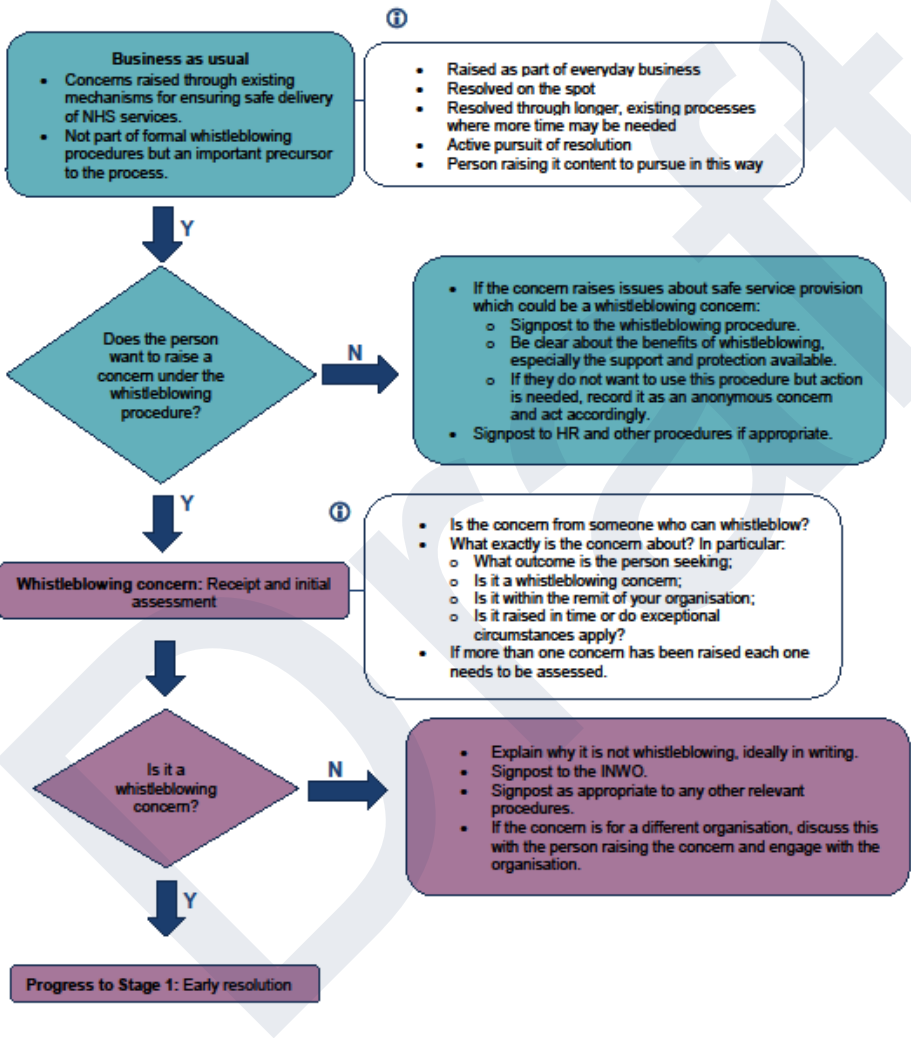 Business as usual
• Concerns raised through existing
mechanisms for ensuring safe delivery
of NHS services.
• Not part of formal whistleblowing
procedures but an important precursor
to the process.
• Raised as part of everyday business
• Resolved on the spot
• Resolved through longer, existing processes
where more time may be needed
• Active pursuit of resolution
• Person raising it content to pursue in this way
Y
Does the person
want to raise a
concern under the
whistleblowing
procedure?
N
• If the concern raises issues about safe service provision
which could be a whistleblowing concern:
o Signpost to the whistleblowing procedure.
o Be clear about the benefits of whistleblowing,
especially the support and protection available.
o If they do not want to use this procedure but action
is needed, record it as an anonymous concern
and act accordingly.
• Signpost to HR and other procedures if appropriate.
Y
Whistleblowing concern: Receipt and initial
assessment
• Is the concern from someone who can whistleblow?
• What exactly is the concern about? In particular:
o What outcome is the person seeking;
o Is it a whistleblowing concern;
o Is it within the remit of your organisation;
o Is it raised in time or do exceptional
circumstances apply?
• If more than one concern has been raised each one
needs to be assessed.
Is it a
whistleblowing
concern?
N
• Explain why it is not whistleblowing, ideally in writing.
• Signpost to the INWO.
• Signpost as appropriate to any other relevant
procedures.
• If the concern is for a different organisation, discuss this
with the person raising the concern and engage with the
organisation.
Y
Progress to Stage 1: Early resolution
Draft